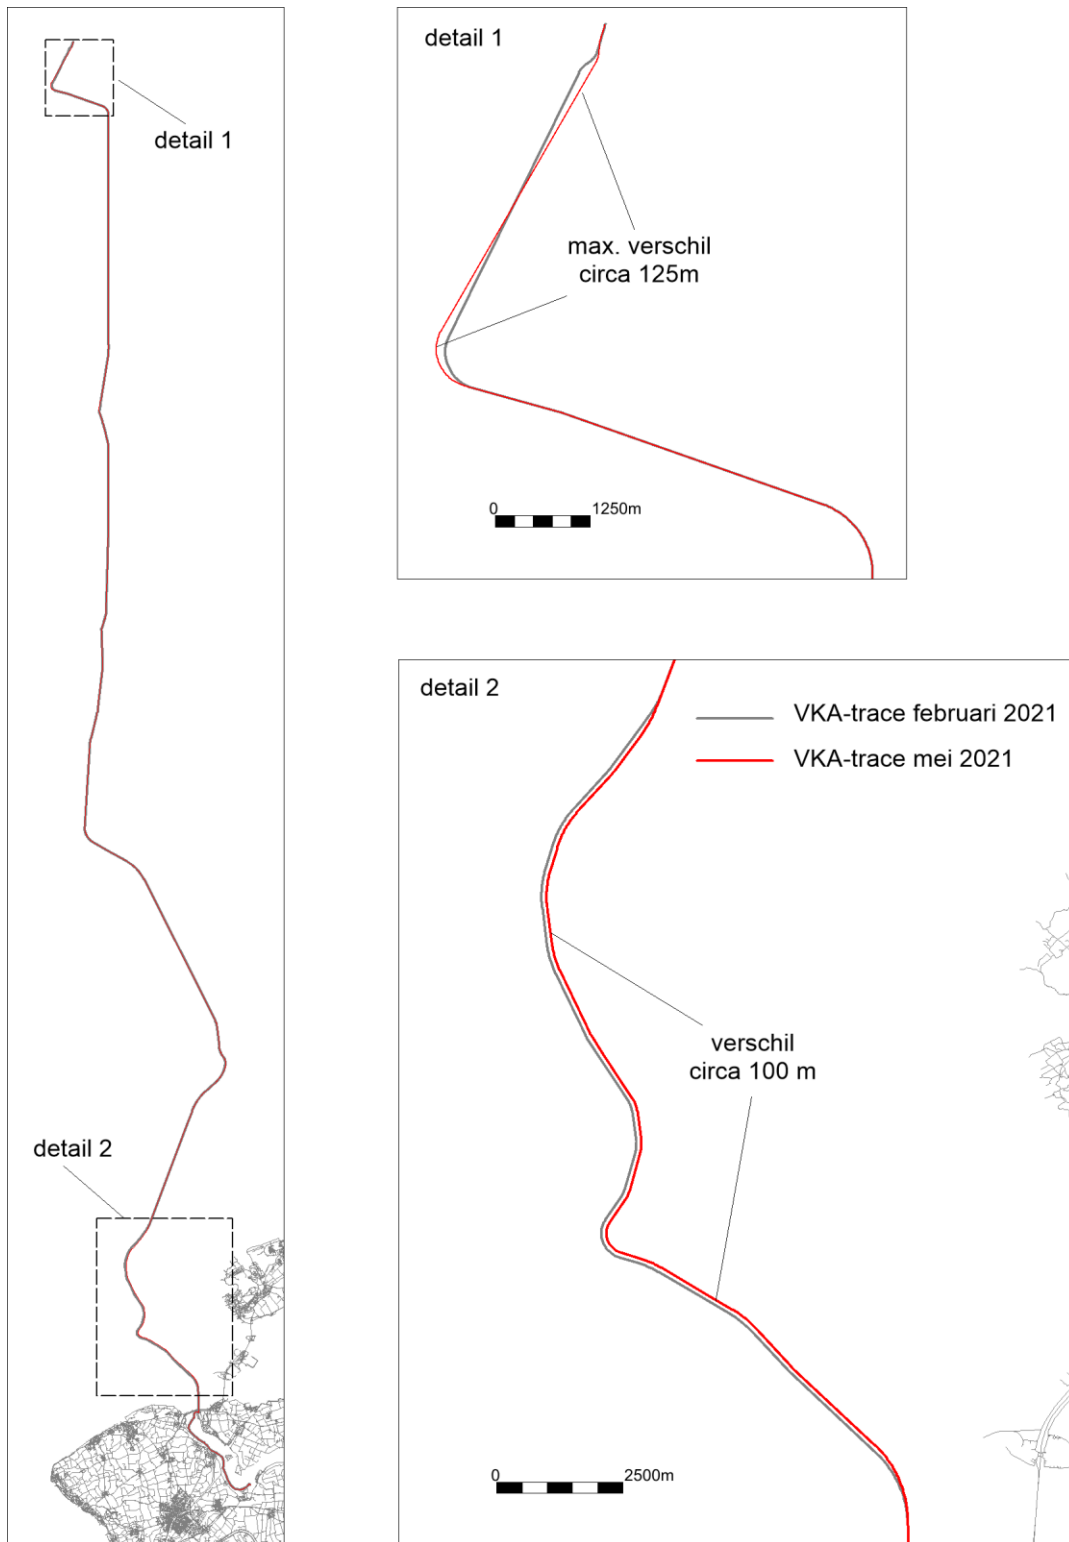 detail 1
detail 2
detail 1
max. verschil
circa 125m
0 1250m
detail 2
VKA-trace februari 2021
VKA-trace mei 2021
verschil
circa 100 m
0 2500m